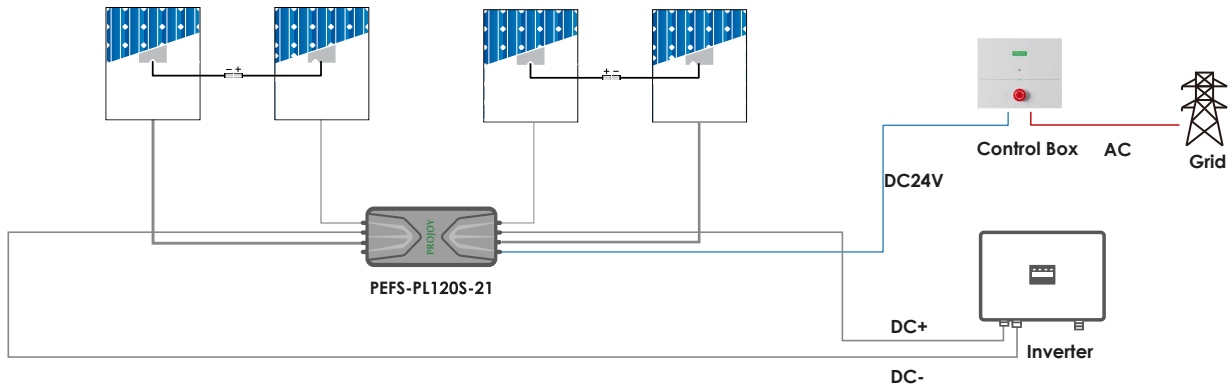 - +
+ -
Control Box
AC
Grid
DC24V
PROJOY
PEFS-PL120S-21
DC+
Inverter
DC-